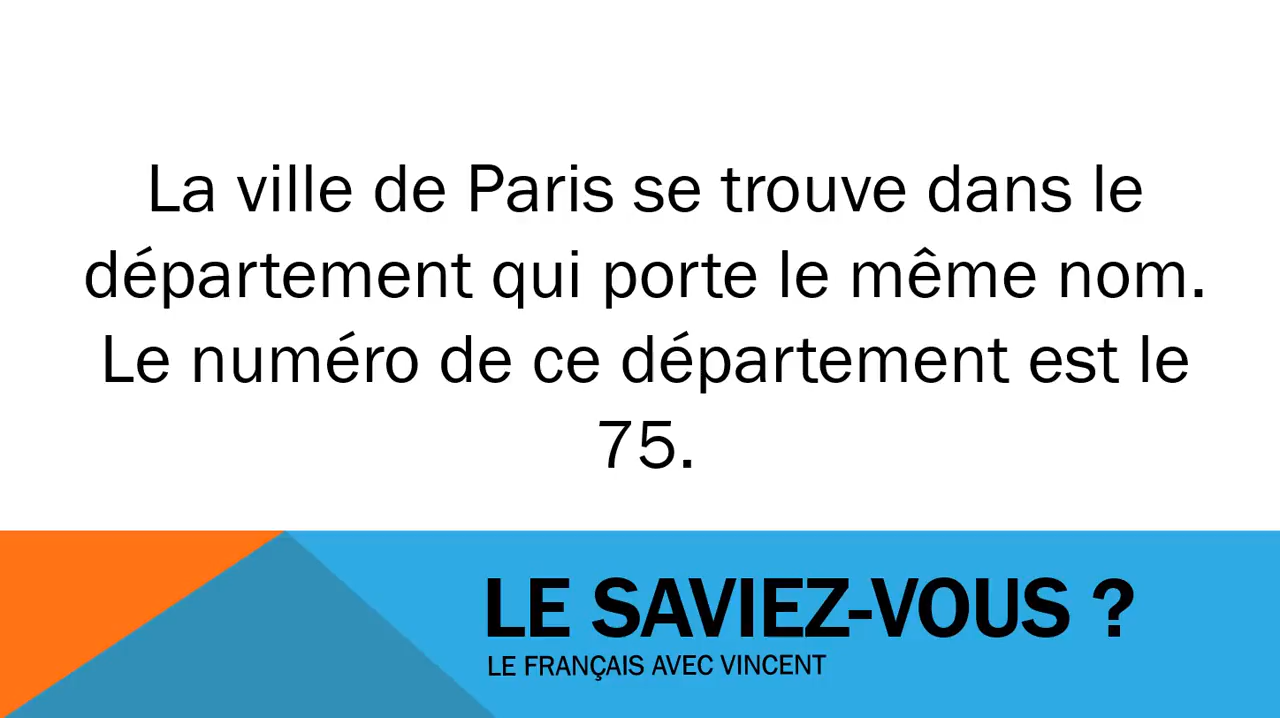 La ville de Paris se trouve dans le
département qui porte le même nom.
Le numéro de ce département est le
75.
LE SAVIEZ-VOUS ?
LE FRANÇAIS AVEC VINCENT